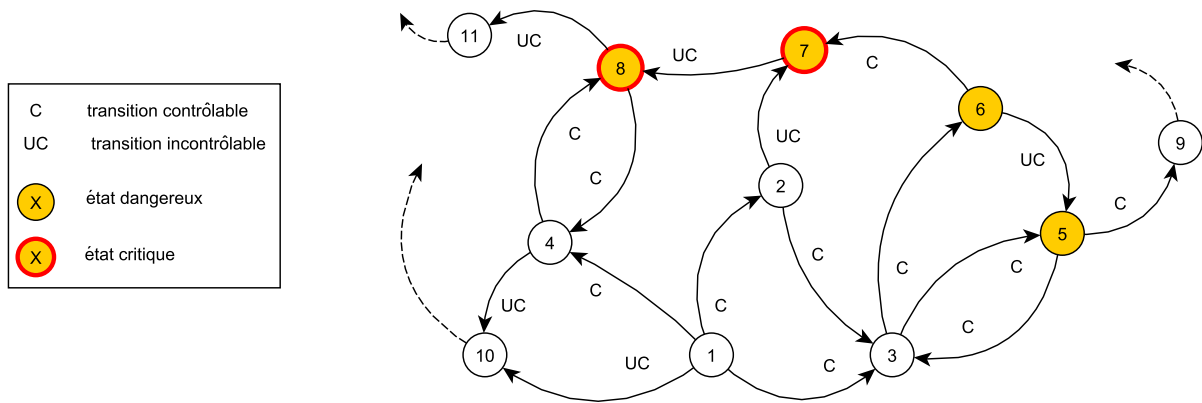 C transition contrôlable
UC transition incontrôlable
X état dangereux
X état critique
11
UC
8
UC
7
C
6
UC
9
C
C
UC
2
C
5
C
4
C
C
C
C
UC
C
C
10
UC
1
C
3